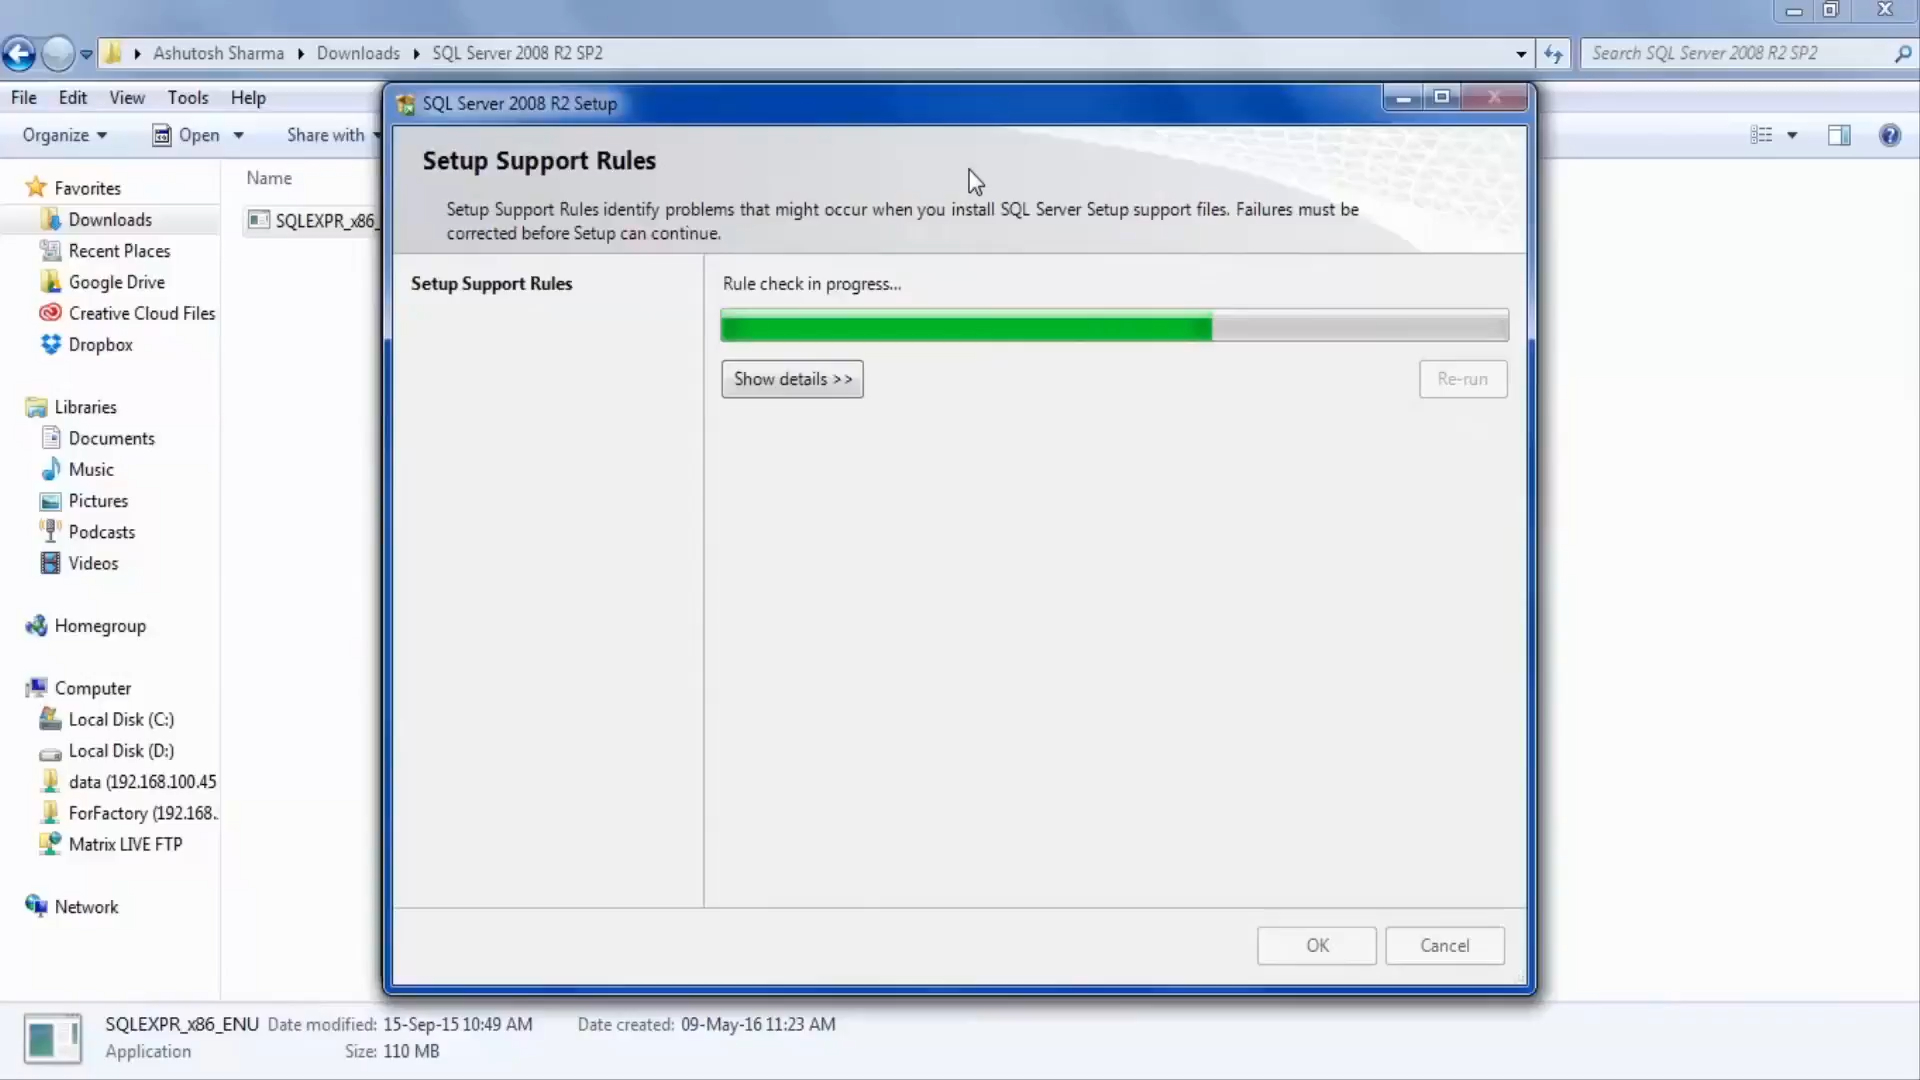 Ashutosh Sharma Downloads SQL Server 2008 R2 SP2
Search SQL Server 2008 R2 SP2
File Edit View Tools Help
Organize Open Share with
Name
SQLEXPR_x86_
Favorites
Downloads
Recent Places
Google Drive
Creative Cloud Files
Dropbox
Libraries
Documents
Music
Pictures
Podcasts
Videos
Homegroup
Computer
Local Disk (C:)
Local Disk (D:)
data (192.168.100.45
ForFactory (192.168.
Matrix LIVE FTP
Network
SQL Server 2008 R2 Setup
Setup Support Rules
Setup Support Rules identify problems that might occur when you install SQL Server Setup support files. Failures must be
corrected before Setup can continue.
Setup Support Rules
Rule check in progress...
Show details >>
Re-run
OK
Cancel
SQLEXPR_x86_ENU Date modified: 15-Sep-15 10:49 AM Date created: 09-May-16 11:23 AM
Application Size: 110 MB